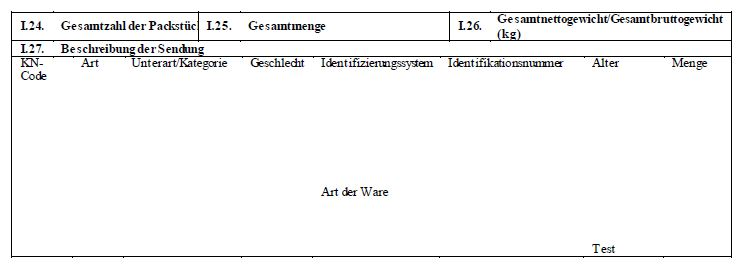 I.24. Gesamtzahl der Packstücl I.25. Gesamtmenge I.26. Gesamtnettogewicht/Gesamtbruttogewicht (kg)
I.27. Beschreibung der Sendung
KN-Code Art Unterart/Kategorie Geschlecht Identifizierungssystem Identifikationsnummer Alter Menge
Art der Ware
Test